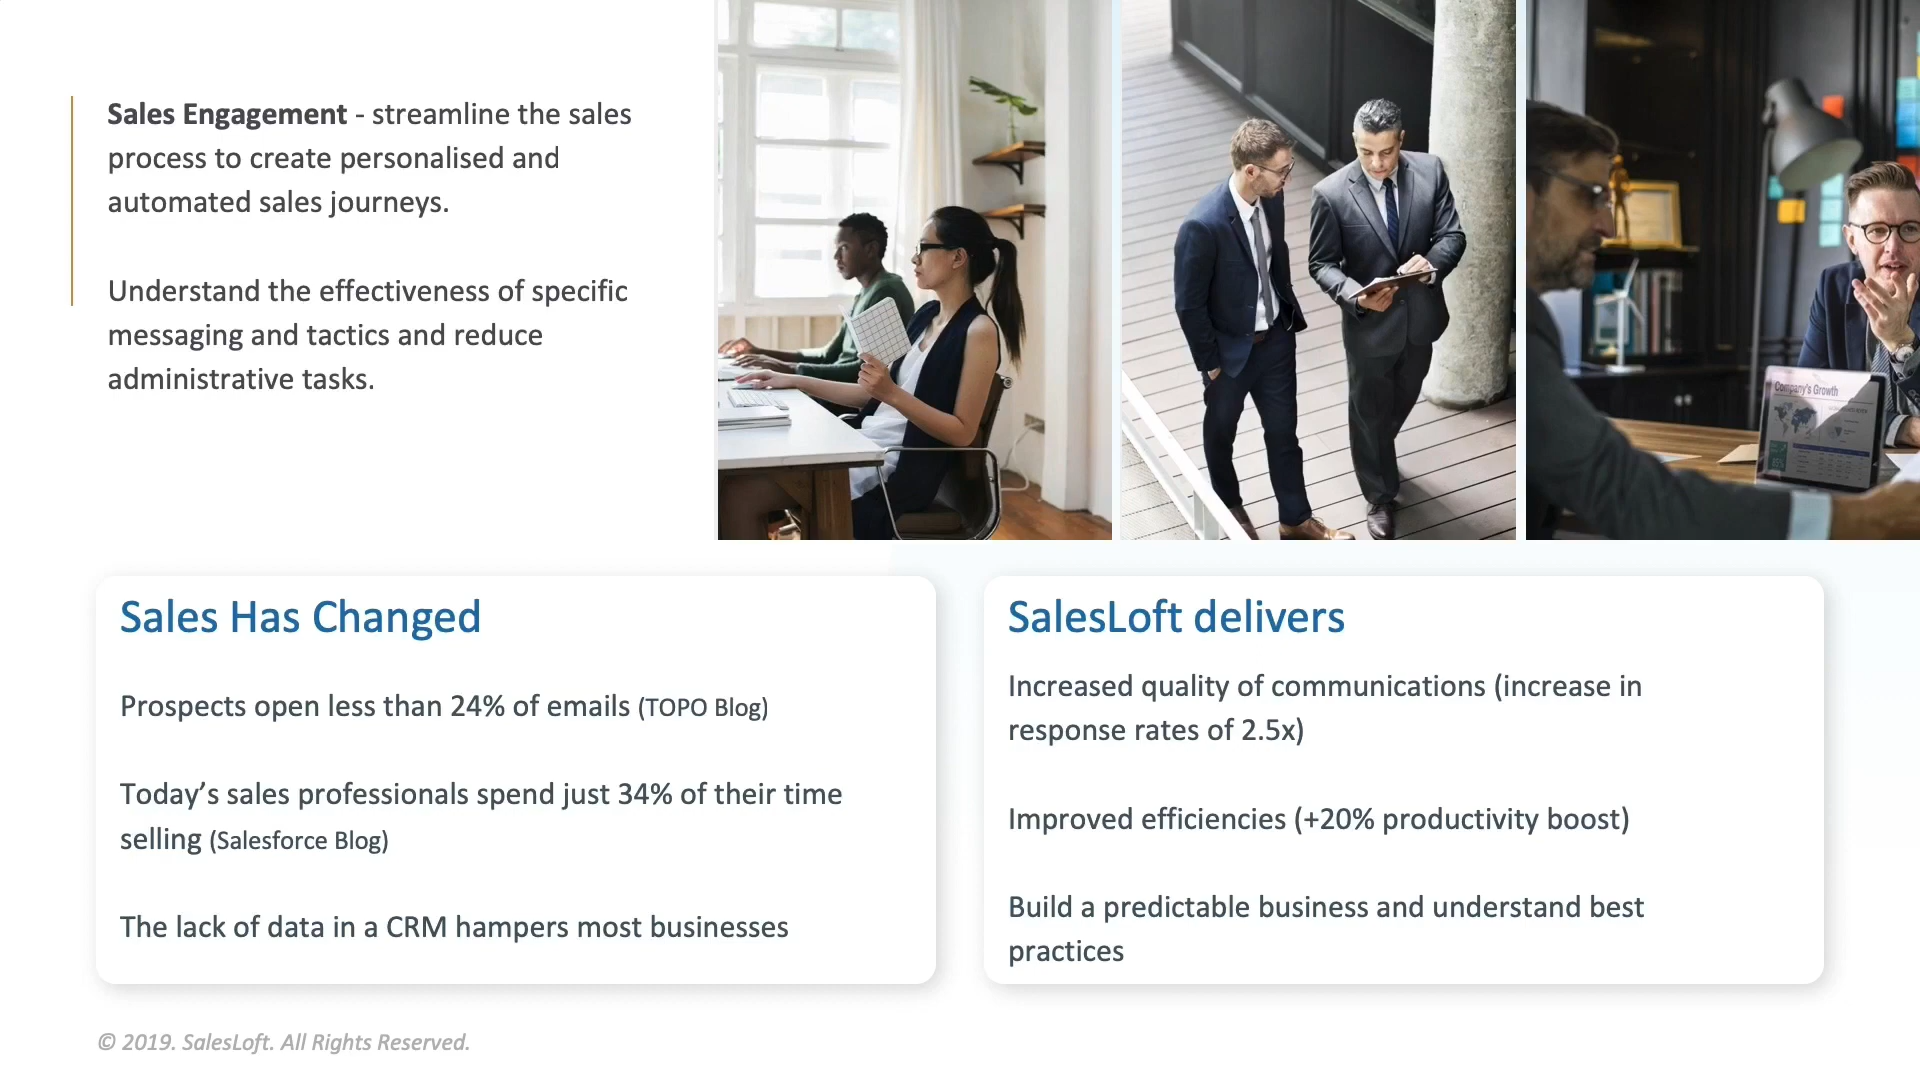 Sales Engagement - streamline the sales
process to create personalised and
automated sales journeys.
Understand the effectiveness of specific
messaging and tactics and reduce
administrative tasks.
Company's Growth
Sales Has Changed
Prospects open less than 24% of emails (TOPO Blog)
Today’s sales professionals spend just 34% of their time
selling (Salesforce Blog)
The lack of data in a CRM hampers most businesses
SalesLoft delivers
Increased quality of communications (increase in
response rates of 2.5x)
Improved efficiencies (+20% productivity boost)
Build a predictable business and understand best
practices
© 2019. SalesLoft. All Rights Reserved.